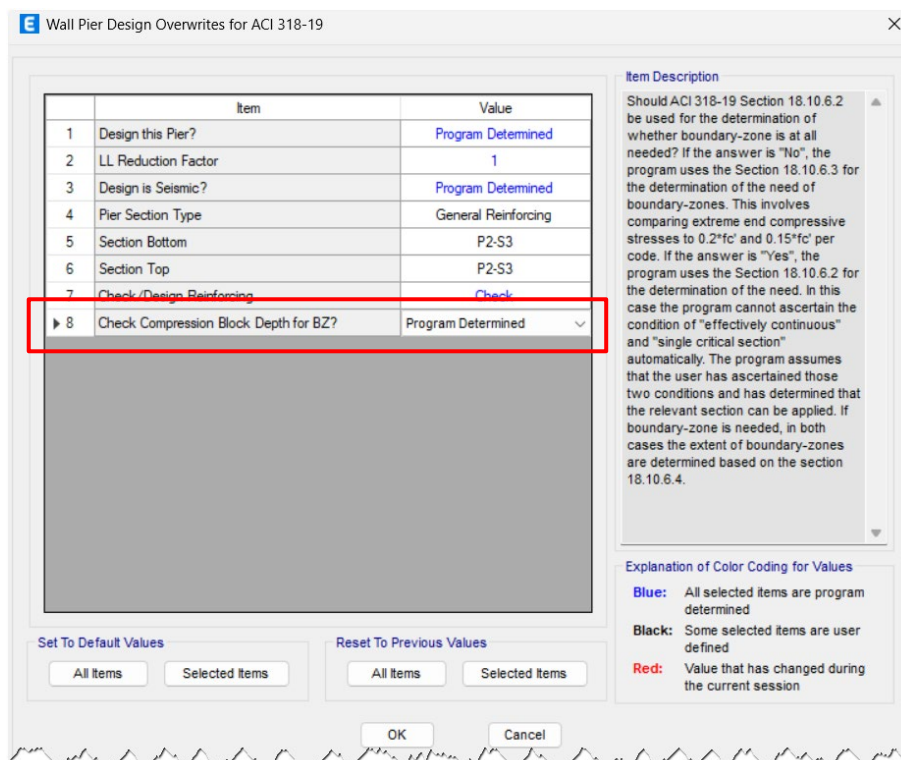 E Wall Pier Design Overwrites for ACI 318-19
Item Value
1 Design this Pier? Program Determined
2 LL Reduction Factor 1
3 Design is Seismic? Program Determined
4 Pier Section Type General Reinforcing
5 Section Bottom P2-S3
6 Section Top P2-S3
7 Check/Design Reinforcing Check
8 Check Compression Block Depth for BZ? Program Determined
Item Description
Should ACI 318-19 Section 18.10.6.2
be used for the determination of
whether boundary-zone is at all
needed? If the answer is "No", the
program uses the Section 18.10.6.3 for
the determination of the need of
boundary-zones. This involves
comparing extreme end compressive
stresses to 0.2*fc' and 0.15*fc' per
code. If the answer is "Yes", the
program uses the Section 18.10.6.2 for
the determination of the need. In this
case the program cannot ascertain the
condition of "effectively continuous"
and "single critical section"
automatically. The program assumes
that the user has ascertained those
two conditions and has determined that
the relevant section can be applied. If
boundary-zone is needed, in both
cases the extent of boundary-zones
are determined based on the section
18.10.6.4.
Explanation of Color Coding for Values
Blue: All selected items are program
determined
Black: Some selected items are user
defined
Red: Value that has changed during
the current session
Set To Default Values
All Items Selected Items
Reset To Previous Values
All Items Selected Items
OK Cancel